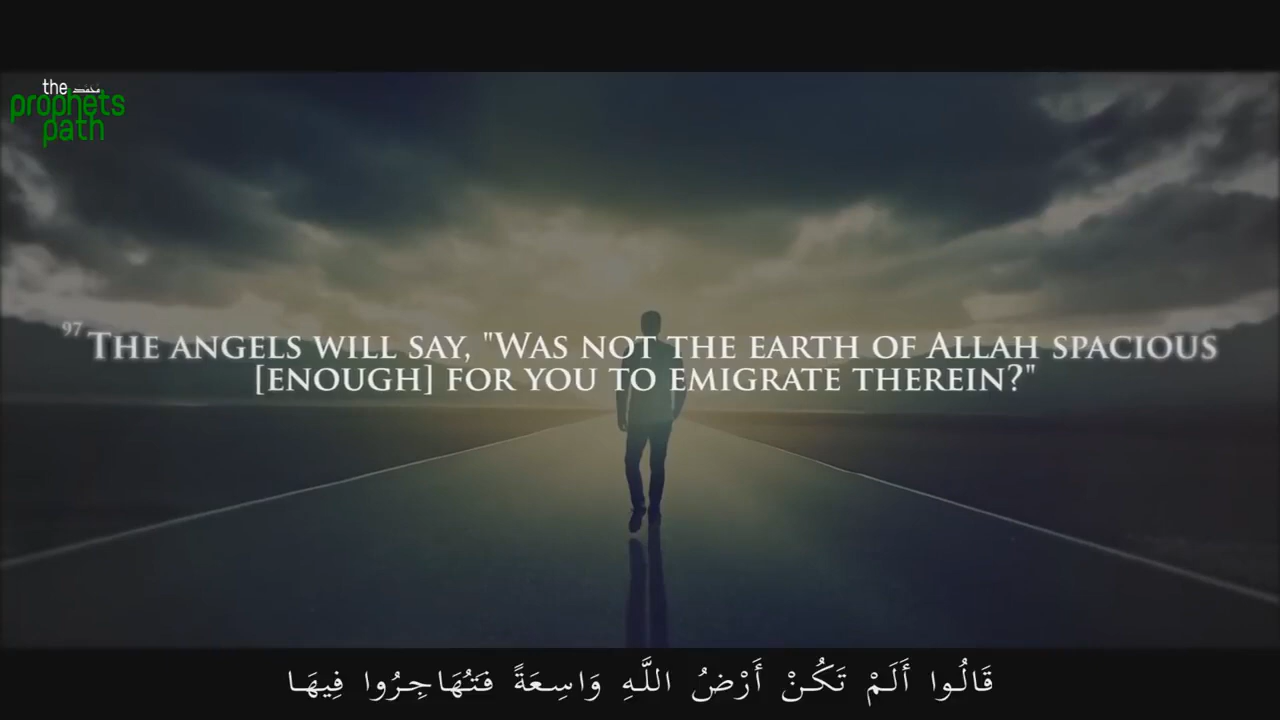 the محمد
prophets
path
97 The angels will say, "Was not the earth of Allah spacious
[enough] for you to emigrate therein?"
قَالُوا أَلَمْ تَكُنْ أَرْضُ اللَّهِ وَاسِعَةً فَتُهَاجِرُوا فِيهَا